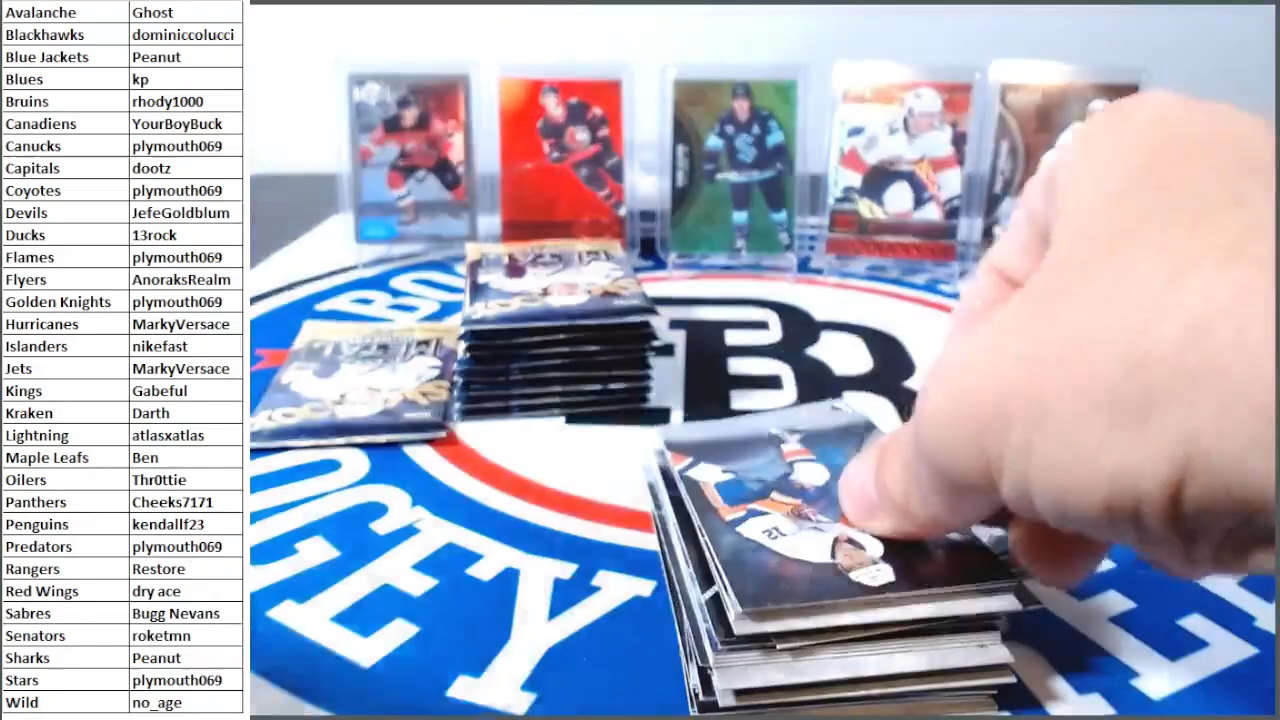 Avalanche Ghost
Blackhawks dominiccolucci
Blue Jackets Peanut
Blues kp
Bruins rhody1000
Canadiens YourBoyBuck
Canucks plymouth069
Capitals dootz
Coyotes plymouth069
Devils JefeGoldblum
Ducks 13rock
Flames plymouth069
Flyers AnoraksRealm
Golden Knights plymouth069
Hurricanes MarkyVersace
Islanders nikefast
Jets MarkyVersace
Kings Gabeful
Kraken Darth
Lightning atlasxatlas
Maple Leafs Ben
Oilers Thr0ttie
Panthers Cheeks7171
Penguins kendallf23
Predators plymouth069
Rangers Restore
Red Wings dry ace
Sabres Bugg Nevans
Senators roketmn
Sharks Peanut
Stars plymouth069
Wild no_age